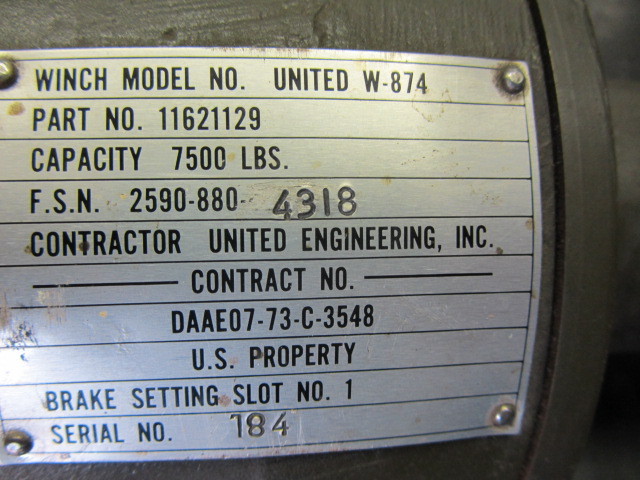 WINCH MODEL NO. UNITED W-874
PART NO. 11621129
CAPACITY 7500 LBS.
F.S.N. 2590-880- 4318
CONTRACTOR UNITED ENGINEERING, INC.
CONTRACT NO.
DAAE07-73-C-3548
U.S. PROPERTY
BRAKE SETTING SLOT NO. 1
SERIAL NO. 184